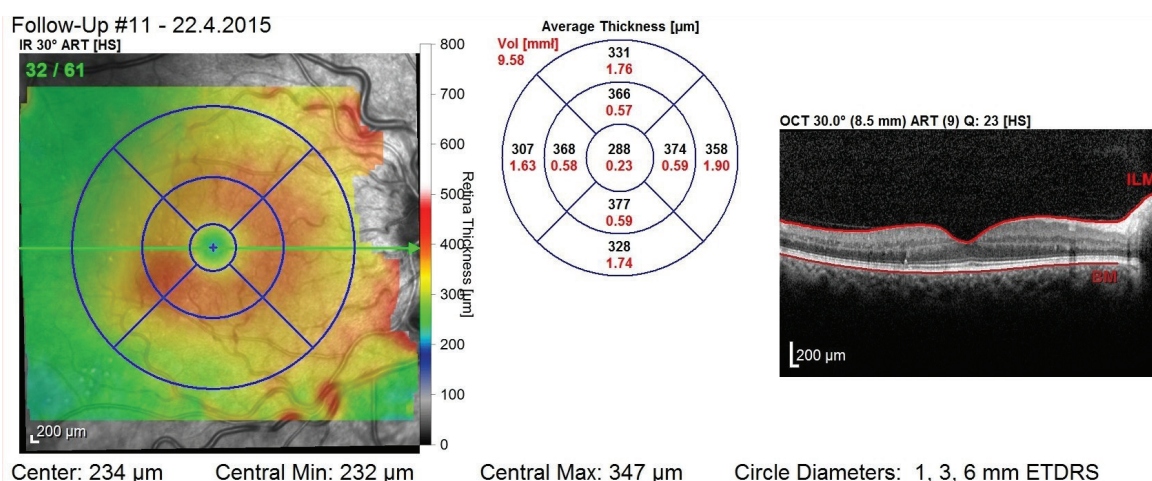 Follow-Up #11 - 22.4.2015
IR 30° ART [HS]
32 / 61
800
700
600
500
400
300
200
100
0
Retina Thickness [µm]
200 µm
Average Thickness [µm]
Vol [mm³]
9.58
331
1.76
366
0.57
307 368 288 374 358
1.63 0.58 0.23 0.59 1.90
377
0.59
328
1.74
OCT 30.0° (8.5 mm) ART (9) Q: 23 [HS]
ILM
BM
200 µm
Center: 234 µm Central Min: 232 µm Central Max: 347 µm Circle Diameters: 1, 3, 6 mm ETDRS